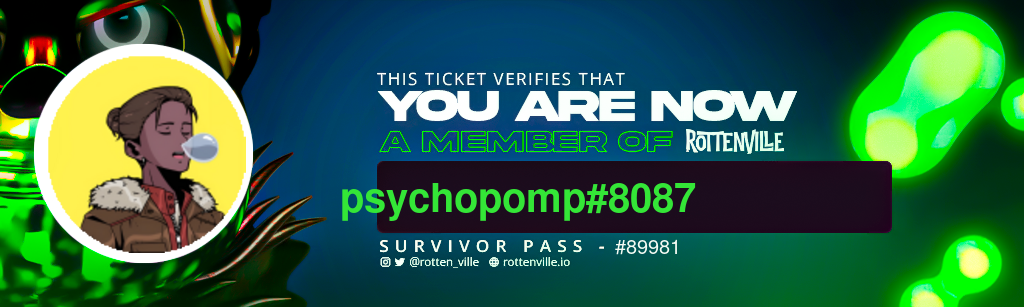 THIS TICKET VERIFIES THAT
YOU ARE NOW
A MEMBER OF ROTTENVILLE
psychopomp#8087
SURVIVOR PASS - #89981
@rotten_ville rottenville.io